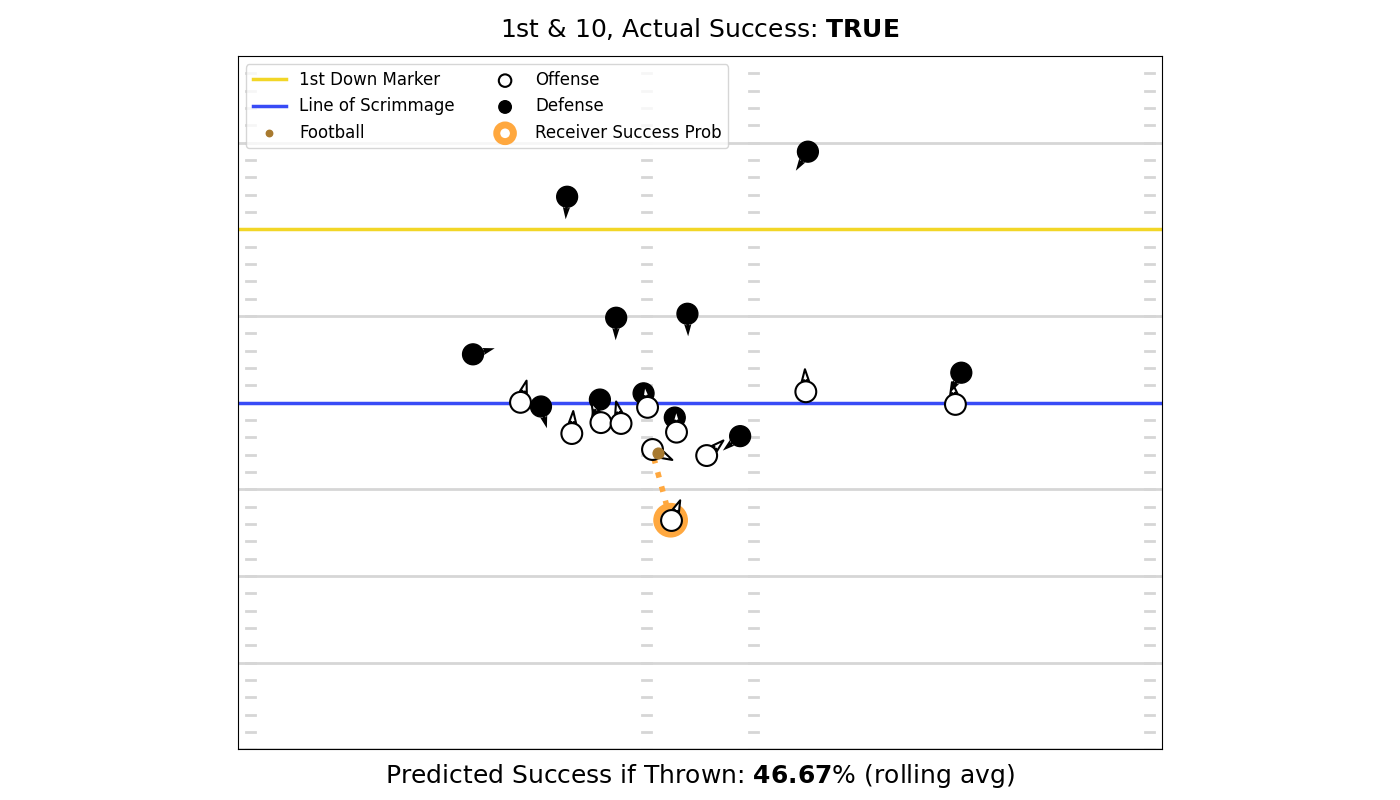 1st & 10, Actual Success: TRUE
1st Down Marker
Line of Scrimmage
Football
Offense
Defense
Receiver Success Prob
Predicted Success if Thrown: 46.67% (rolling avg)